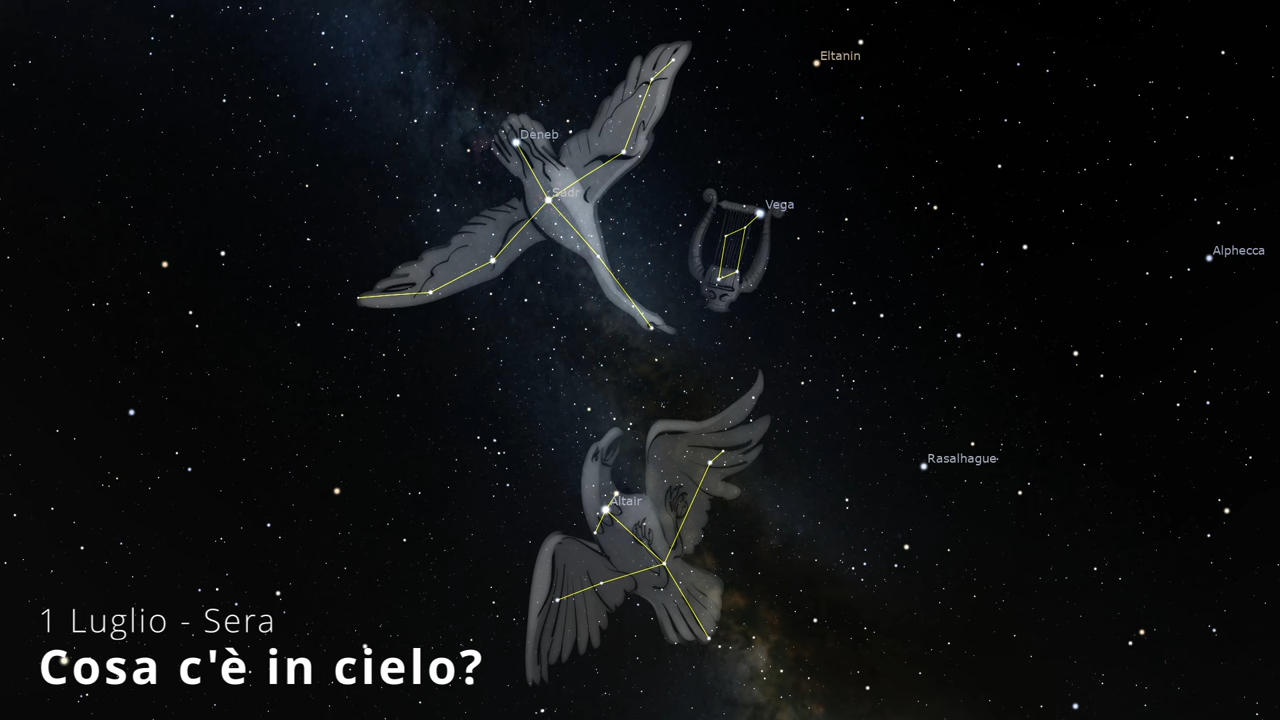 Eltanin
Deneb
Sadr
Vega
Alphecca
Rasalhague
Altair
1 Luglio - Sera
Cosa c'è in cielo?